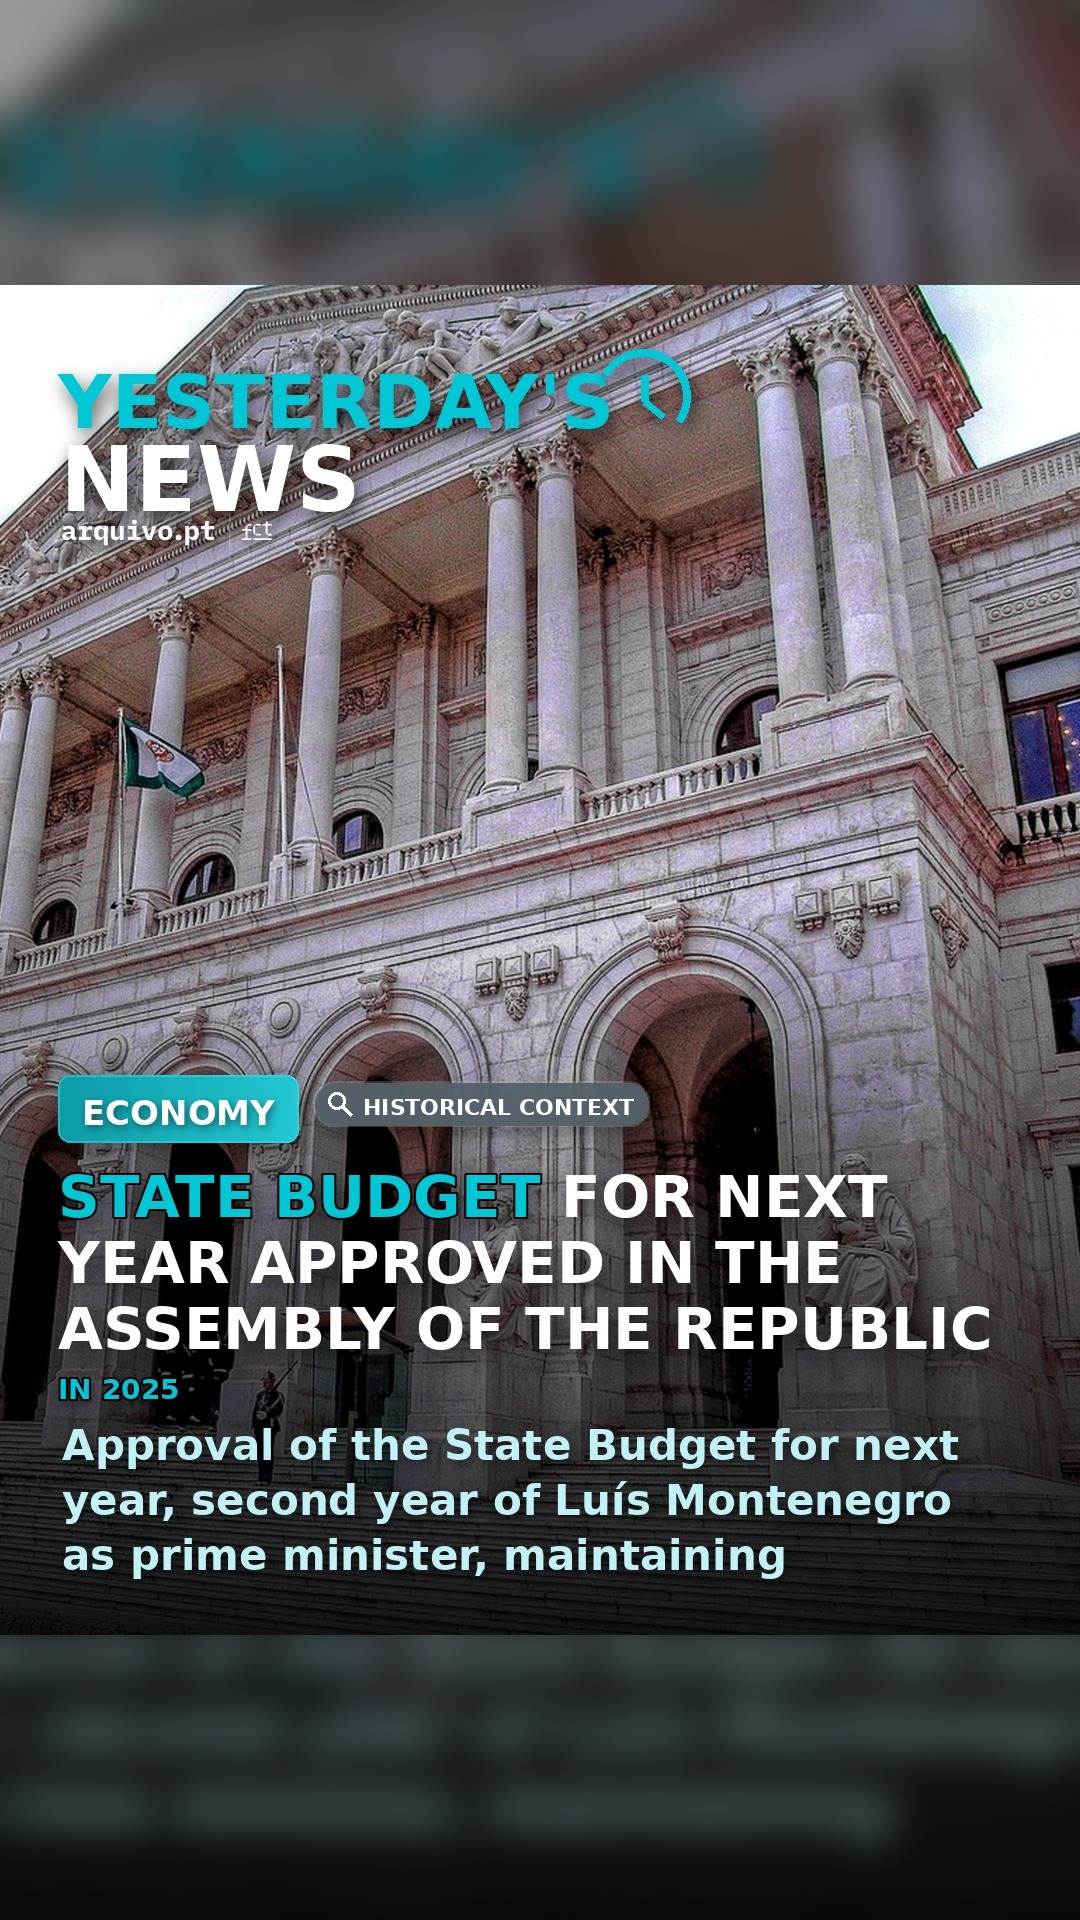 YESTERDAY'S
NEWS
arquivo.pt fct
ECONOMY
HISTORICAL CONTEXT
STATE BUDGET FOR NEXT
YEAR APPROVED IN THE
ASSEMBLY OF THE REPUBLIC
IN 2025
Approval of the State Budget for next
year, second year of Luís Montenegro
as prime minister, maintaining